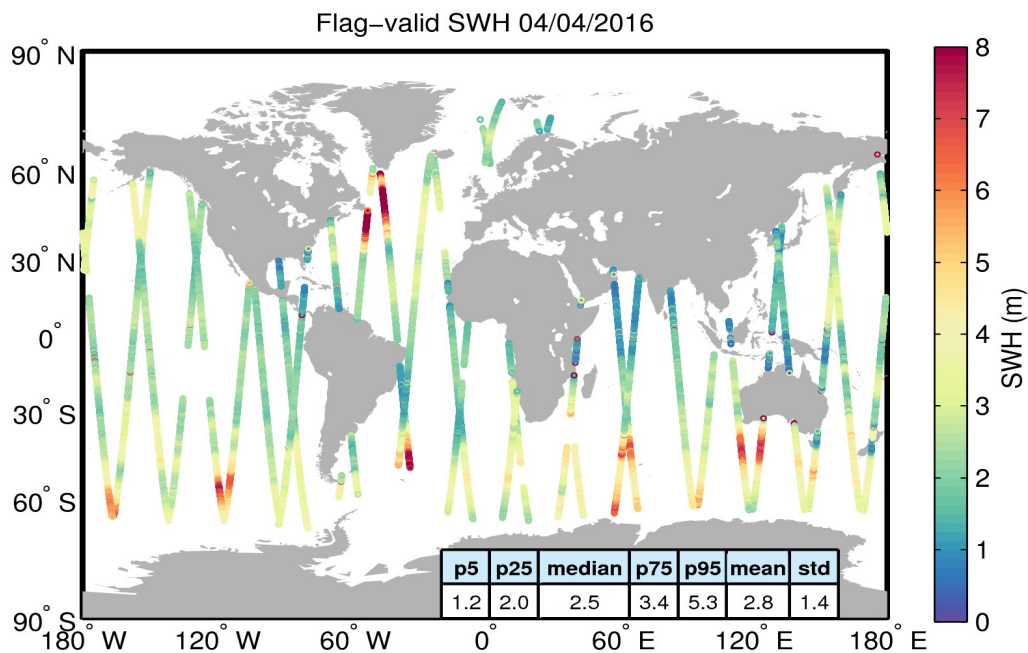 Flag−valid SWH 04/04/2016
90° N
60° N
30° N
0°
30° S
60° S
90° S
180° W
120° W
60° W
0°
60° E
120° E
180° E
p5 p25 median p75 p95 mean std
1.2 2.0 2.5 3.4 5.3 2.8 1.4
8
7
6
5
4
3
2
1
0
SWH (m)